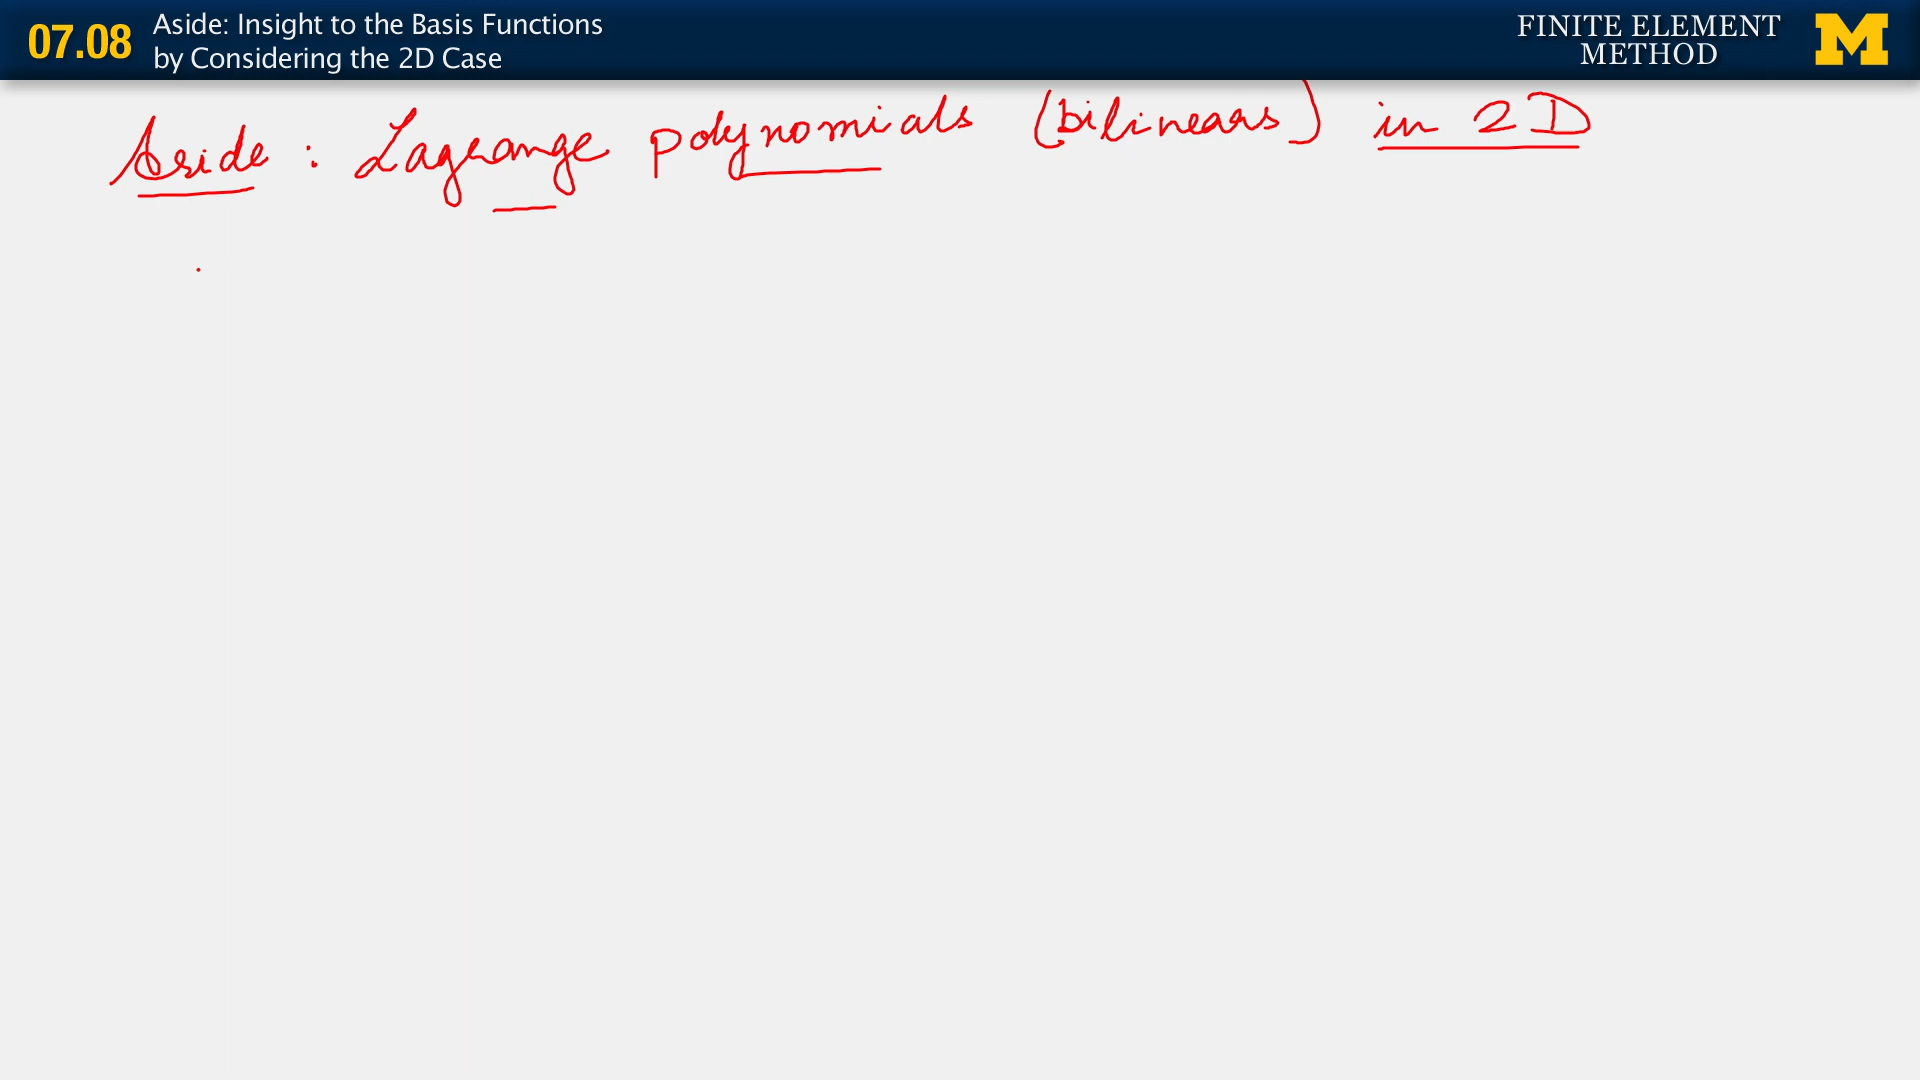 07.08
Aside: Insight to the Basis Functions
by Considering the 2D Case
FINITE ELEMENT
METHOD
M
Aside : Lagrange polynomials (bilinears) in 2D